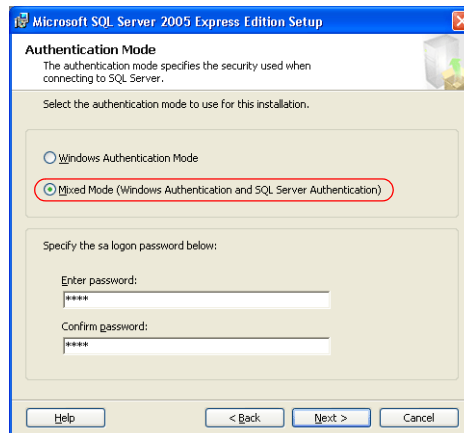 Microsoft SQL Server 2005 Express Edition Setup
Authentication Mode
The authentication mode specifies the security used when
connecting to SQL Server.
Select the authentication mode to use for this installation.
Windows Authentication Mode
Mixed Mode (Windows Authentication and SQL Server Authentication)
Specify the sa logon password below:
Enter password:
****
Confirm password:
****
Help
< Back
Next >
Cancel